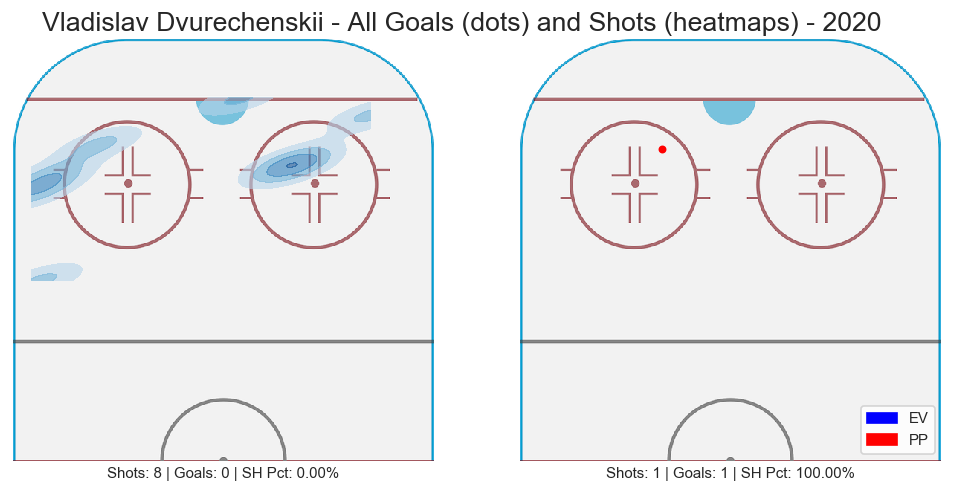 Vladislav Dvurechenskii - All Goals (dots) and Shots (heatmaps) - 2020
EV
PP
Shots: 8 | Goals: 0 | SH Pct: 0.00%
Shots: 1 | Goals: 1 | SH Pct: 100.00%